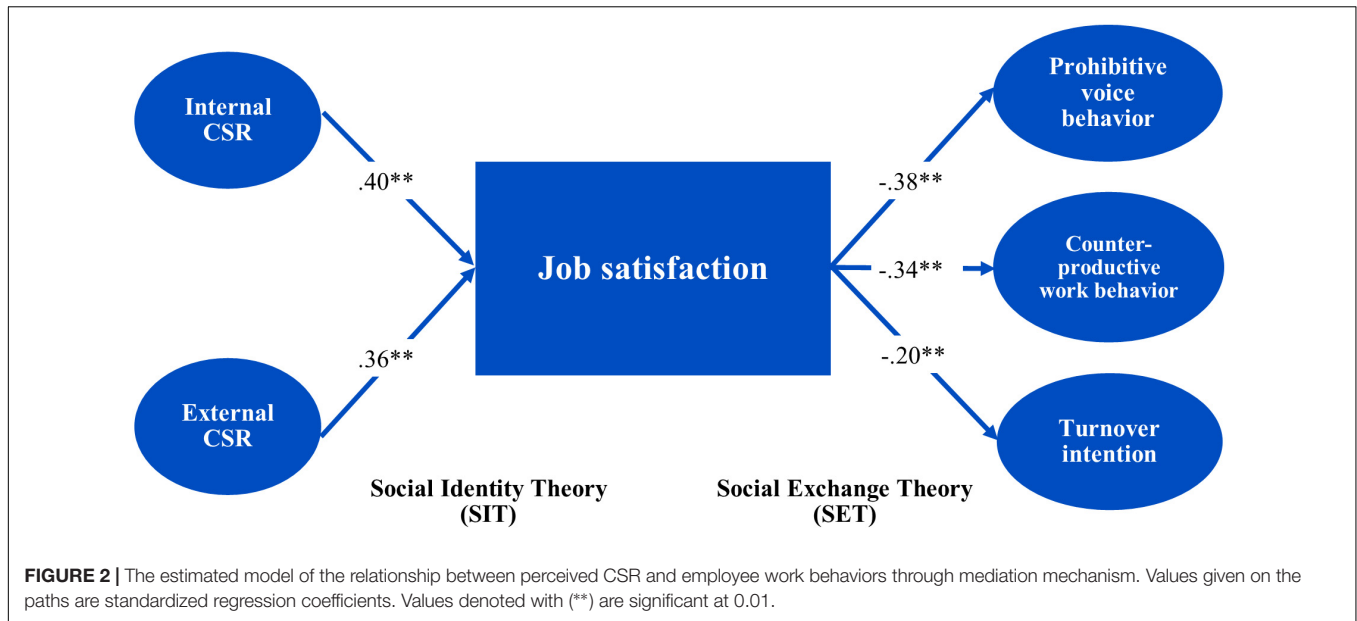 Internal
CSR
External
CSR
.40**
.36**
Job satisfaction
-.38**
-.34**
-.20**
Prohibitive
voice
behavior
Counter-
productive
work behavior
Turnover
intention
Social Identity Theory
(SIT)
Social Exchange Theory
(SET)
FIGURE 2 | The estimated model of the relationship between perceived CSR and employee work behaviors through mediation mechanism. Values given on the
paths are standardized regression coefficients. Values denoted with (**) are significant at 0.01.